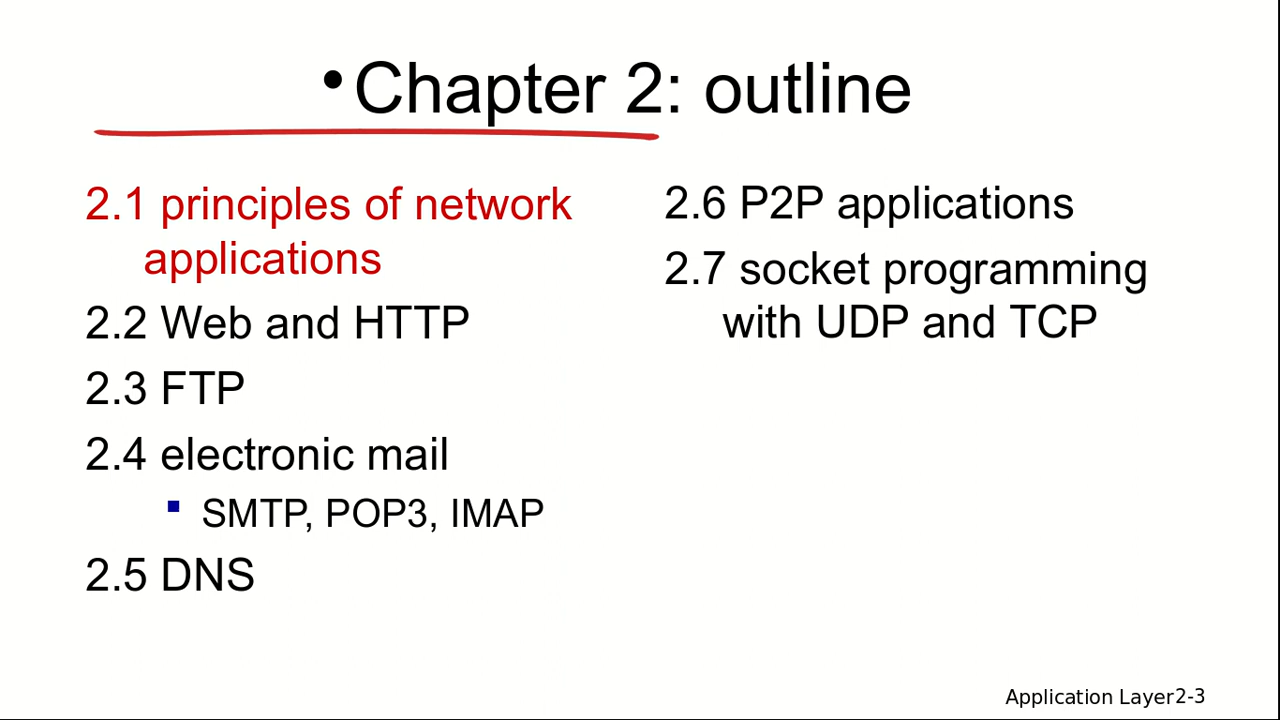 •Chapter 2: outline
2.1 principles of network
applications
2.2 Web and HTTP
2.3 FTP
2.4 electronic mail
▪ SMTP, POP3, IMAP
2.5 DNS
2.6 P2P applications
2.7 socket programming
with UDP and TCP
Application Layer2-3